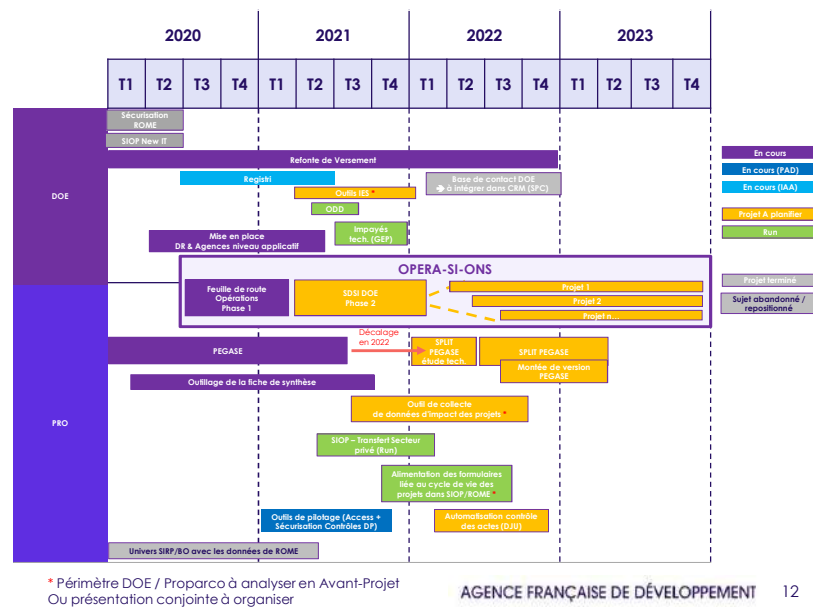 2020 2021 2022 2023
T1 T2 T3 T4 T1 T2 T3 T4 T1 T2 T3 T4 T1 T2 T3 T4
DOE
Sécurisation
ROME
SIOP New IT
Refonte de Versement
Registri
Base de contact DOE
➔ à intégrer dans CRM (SPC)
Outils IES *
ODD
Mise en place
DR & Agences niveau applicatif
Impayés
tech. (GEP)
OPERA-SI-ONS
Feuille de route
Opérations
Phase 1
SDSI DOE
Phase 2
Projet 1
Projet 2
Projet n...
PRO
Décalage
en 2022
PEGASE
SPLIT
PEGASE
étude tech.
SPLIT PEGASE
Montée de version
PEGASE
Outillage de la fiche de synthèse
Outil de collecte
de données d'impact des projets *
SIOP – Transfert Secteur
privé (Run)
Alimentation des formulaires
liée au cycle de vie des
projets dans SIOP/ROME *
Outils de pilotage (Access +
Sécurisation Contrôles DP)
Automatisation contrôle
des actes (DJU)
Univers SIRP/BO avec les données de ROME
En cours
En cours (PAD)
En cours (IAA)
Projet A planifier
Run
Projet terminé
Sujet abandonné /
repositionné
* Périmètre DOE / Proparco à analyser en Avant-Projet
Ou présentation conjointe à organiser
AGENCE FRANÇAISE DE DÉVELOPPEMENT 12